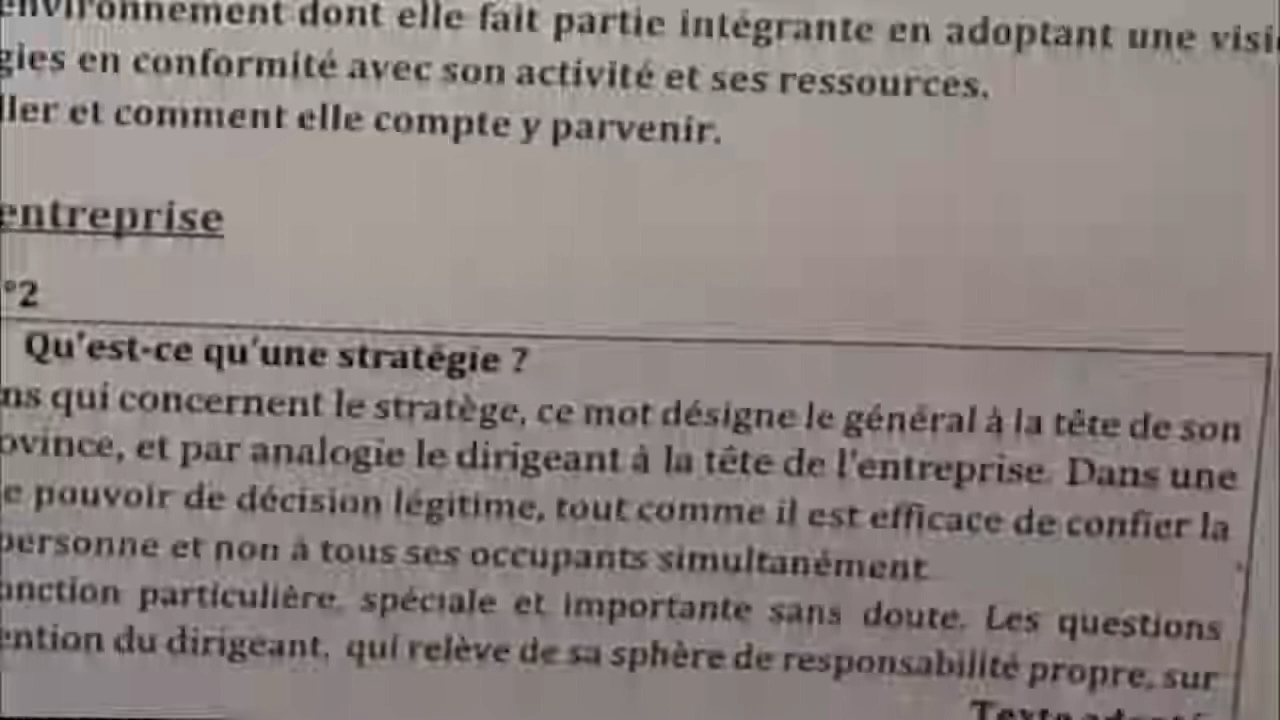 environnement dont elle fait partie intégrante en adoptant une visi
gies en conformité avec son activité et ses ressources.
ller et comment elle compte y parvenir.
entreprise
°2
Qu'est-ce qu'une stratégie ?
ns qui concernent le stratège, ce mot désigne le général à la tête de son
ovince, et par analogie le dirigeant à la tête de l'entreprise. Dans une
e pouvoir de décision légitime, tout comme il est efficace de confier la
personne et non à tous ses occupants simultanément.
onction particulière, spéciale et importante sans doute. Les questions
ention du dirigeant, qui relève de sa sphère de responsabilité propre, sur
Texte